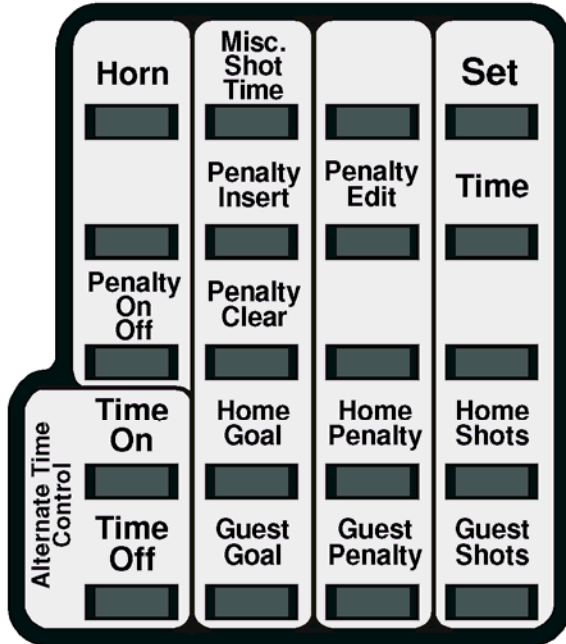 Horn
Misc.
Shot
Time
Set
Penalty
Insert
Penalty
Edit
Time
Penalty
On
Off
Penalty
Clear
Alternate Time
Control
Time
On
Home
Goal
Home
Penalty
Home
Shots
Time
Off
Guest
Goal
Guest
Penalty
Guest
Shots